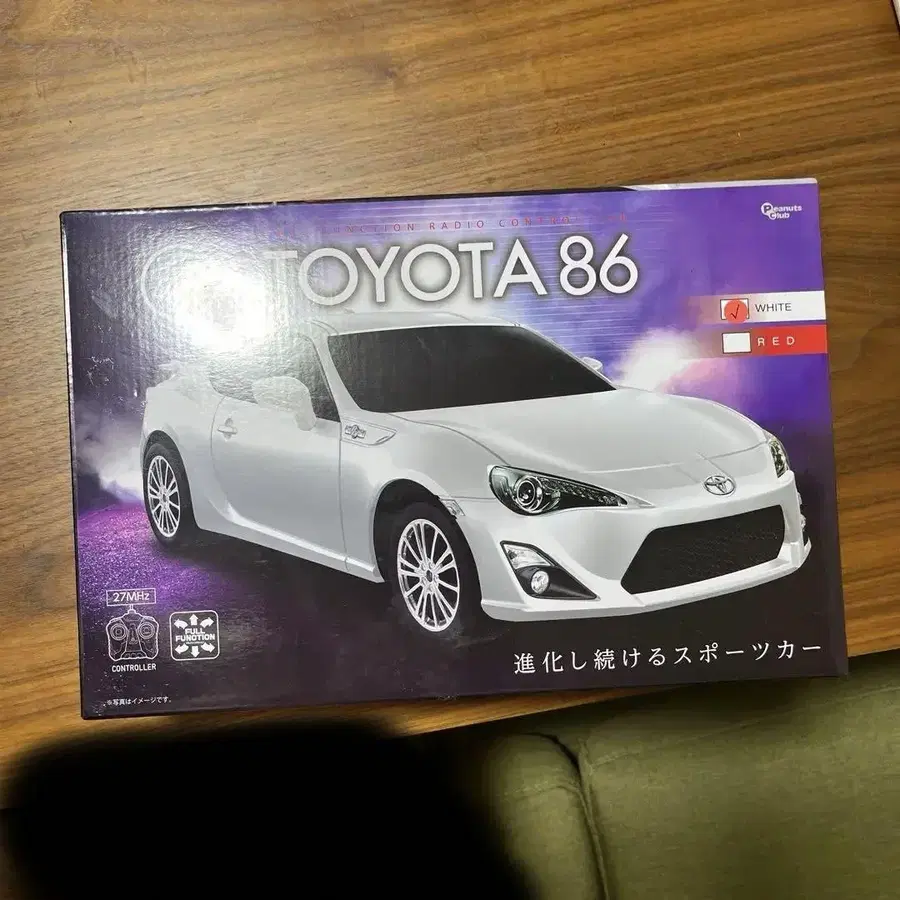 FUNCTION RADIO CONTROL
TOYOTA 86
Peanuts
Club
WHITE
RED
27MHz
CONTROLLER
FULL
FUNCTION
進化し続けるスポーツカー
※写真はイメージです。